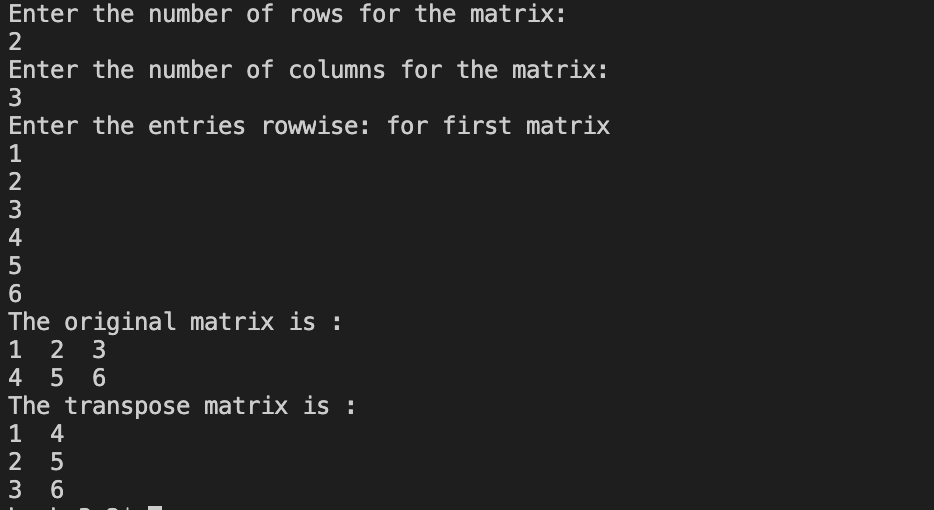 Enter the number of rows for the matrix:
2
Enter the number of columns for the matrix:
3
Enter the entries rowwise: for first matrix
1
2
3
4
5
6
The original matrix is :
1  2  3
4  5  6
The transpose matrix is :
1  4
2  5
3  6